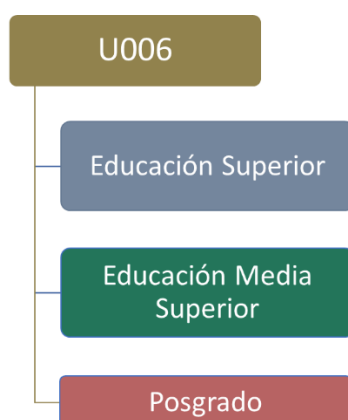 U006
Educación Superior
Educación Media
Superior
Posgrado